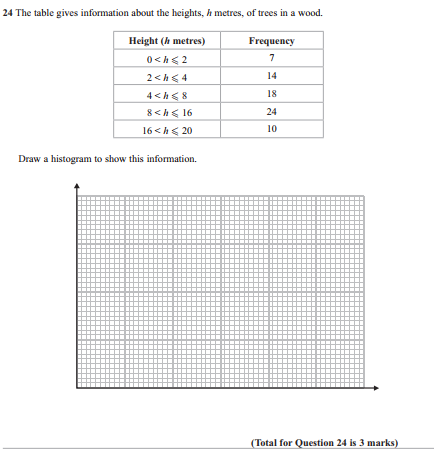 24 The table gives information about the heights, h metres, of trees in a wood.
Height (h metres) Frequency
0 < h ⩽ 2 7
2 < h ⩽ 4 14
4 < h ⩽ 8 18
8 < h ⩽ 16 24
16 < h ⩽ 20 10
Draw a histogram to show this information.
(Total for Question 24 is 3 marks)